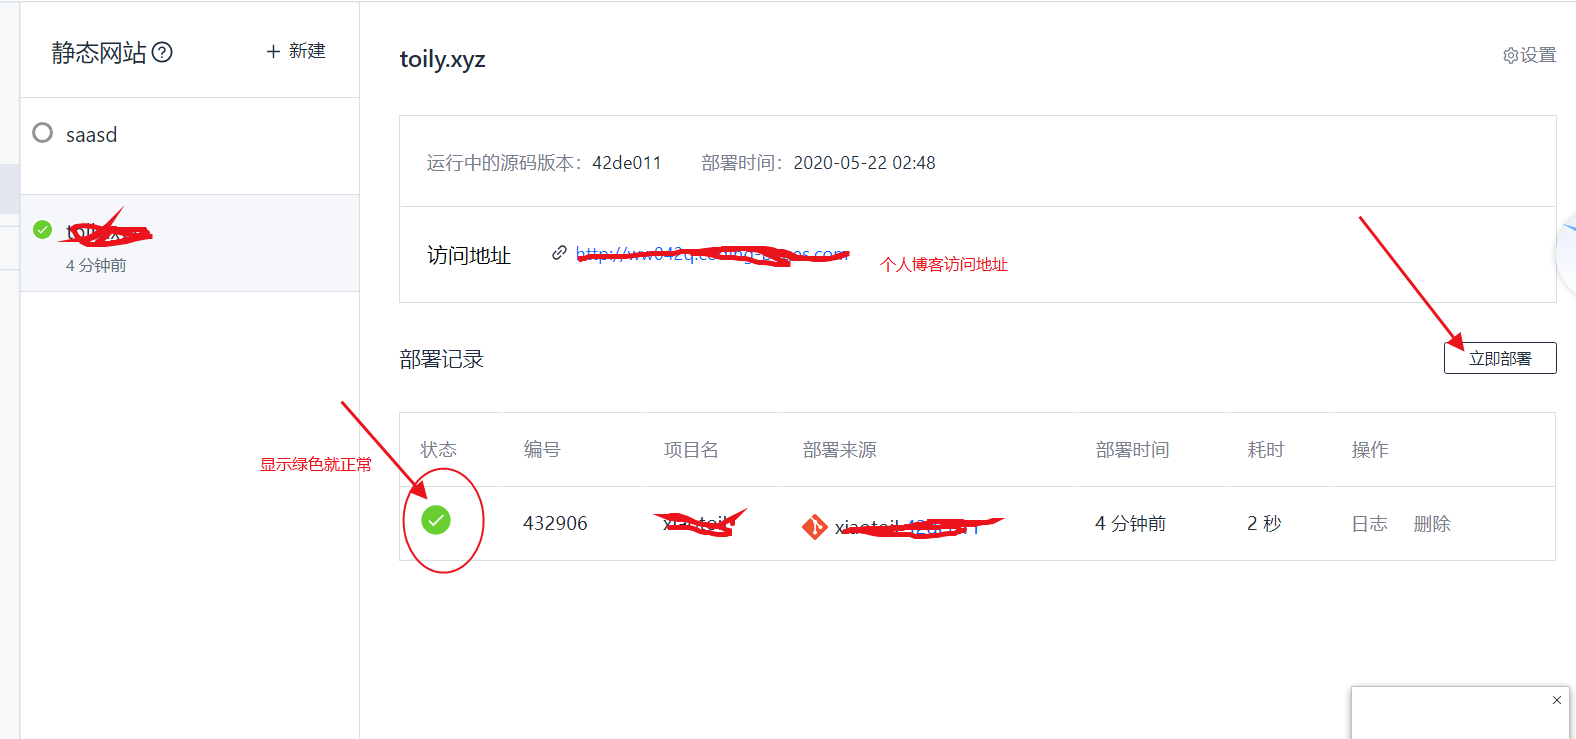 静态网站
+ 新建
saasd
4 分钟前
toily.xyz
设置
运行中的源码版本: 42de011 部署时间: 2020-05-22 02:48
访问地址
个人博客访问地址
部署记录
立即部署
显示绿色就正常
状态 编号 项目名 部署来源 部署时间 耗时 操作
432906 4 分钟前 2 秒 日志 删除